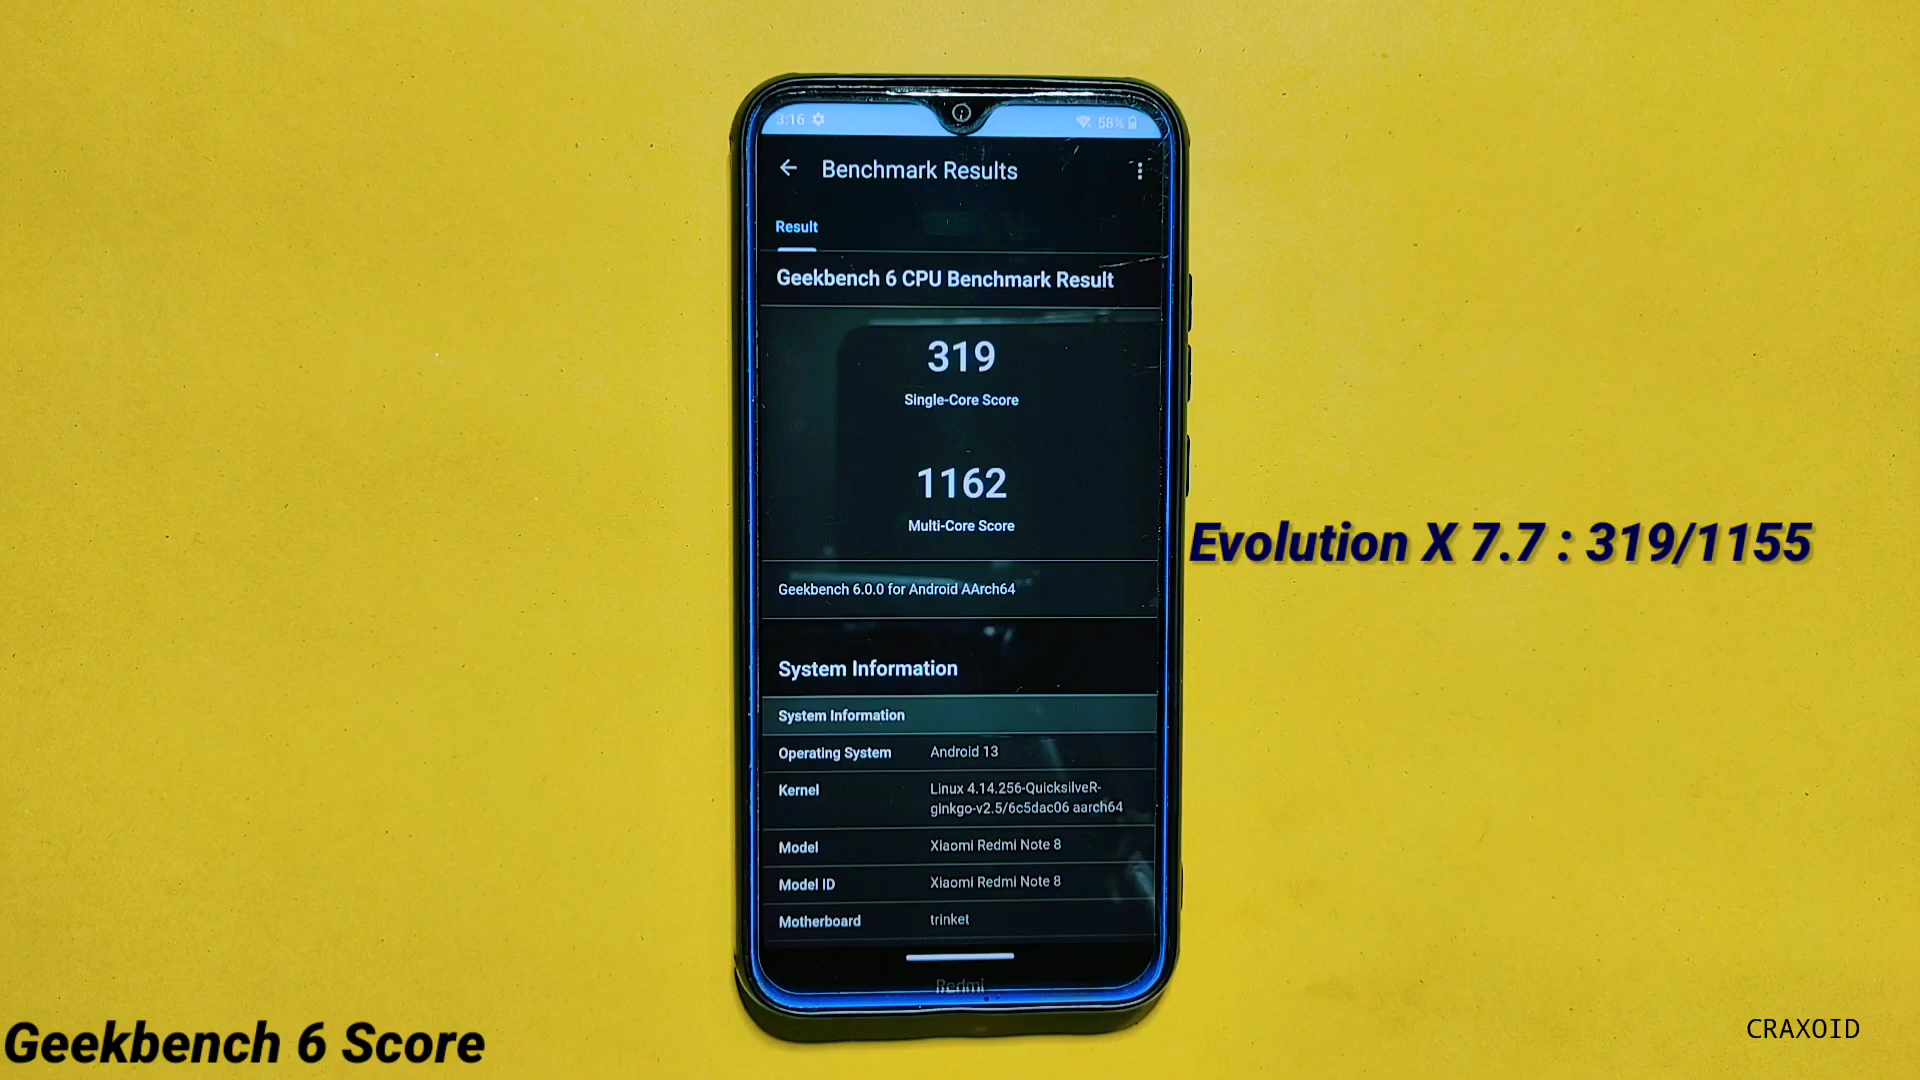 3:16
58%
Benchmark Results
Result
Geekbench 6 CPU Benchmark Result
319
Single-Core Score
1162
Multi-Core Score
Evolution X 7.7 : 319/1155
Geekbench 6.0.0 for Android AArch64
System Information
System Information
Operating System Android 13
Kernel Linux 4.14.256-QuicksilveR-
ginkgo-v2.5/6c5dac06 aarch64
Model Xiaomi Redmi Note 8
Model ID Xiaomi Redmi Note 8
Motherboard trinket
Redmi
Geekbench 6 Score
CRAXOID